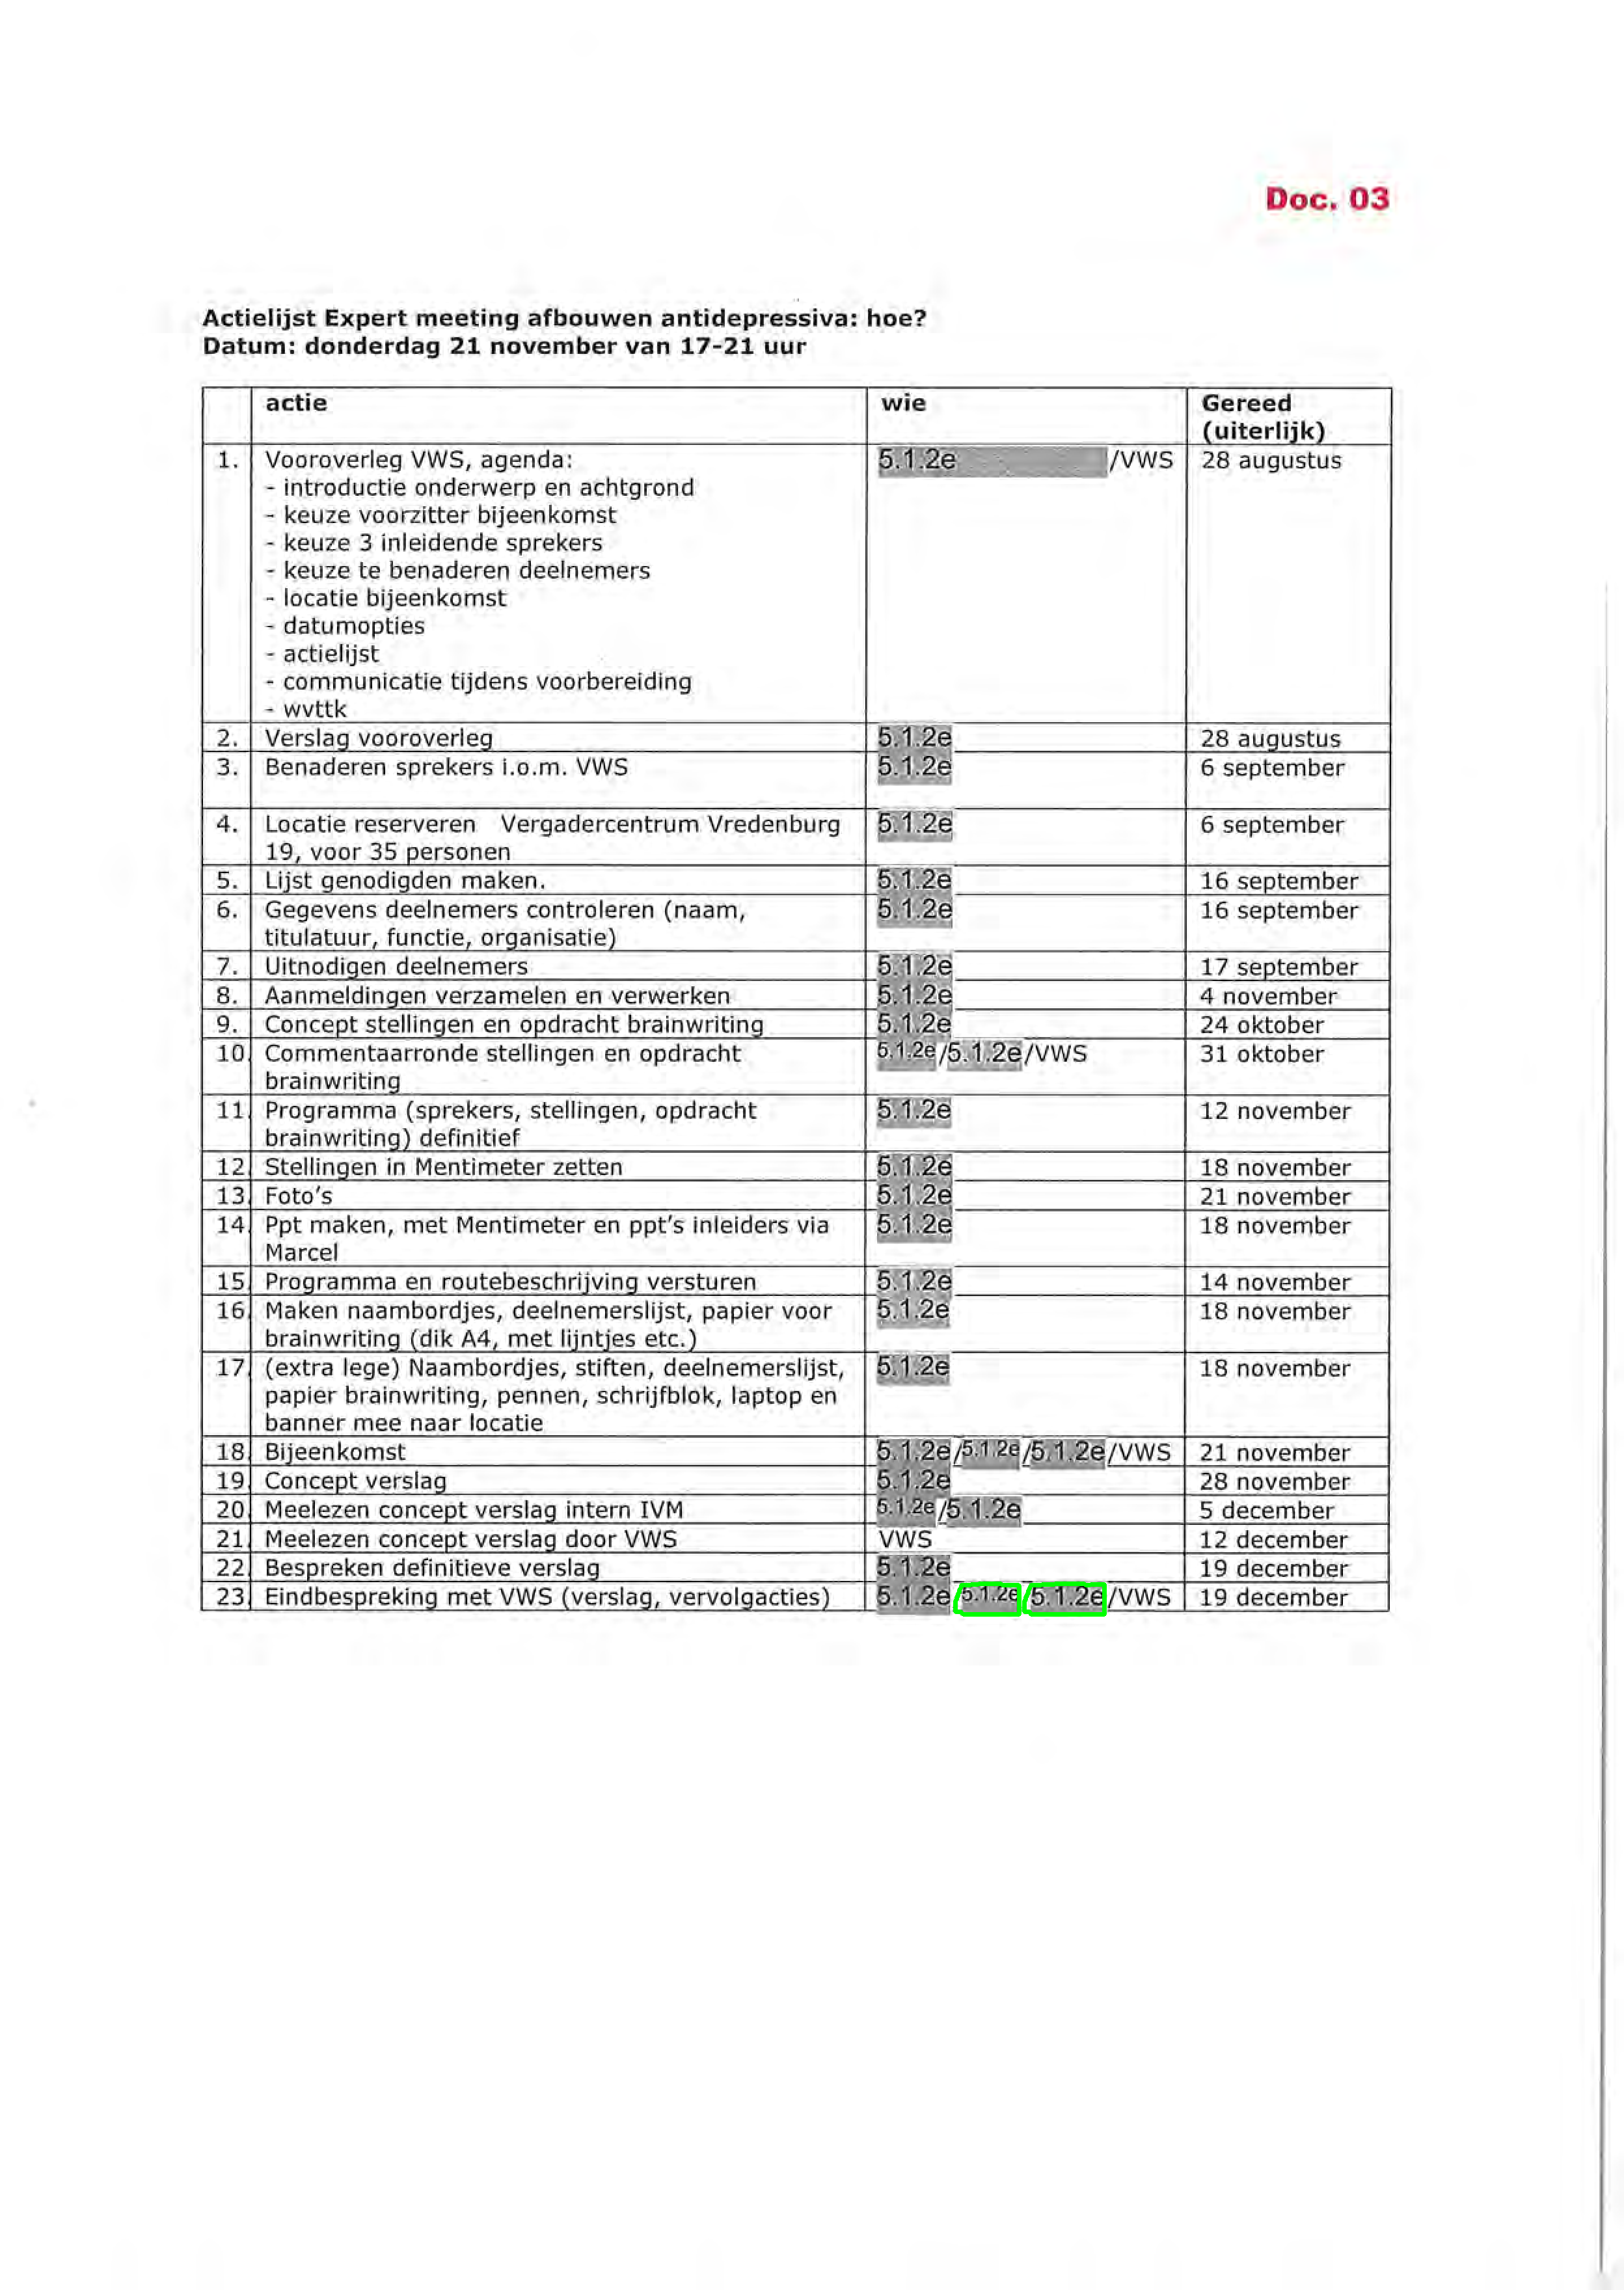 Doc. 03
Actielijst Expert meeting afbouwen antidepressiva: hoe?
Datum: donderdag 21 november van 17-21 uur
actie wie Gereed
(uiterlijk)
1. Vooroverleg VWS, agenda: 5.1.2e /VWS 28 augustus
- introductie onderwerp en achtgrond
- keuze voorzitter bijeenkomst
- keuze 3 inleidende sprekers
- keuze te benaderen deelnemers
- locatie bijeenkomst
- datumopties
- actielijst
- communicatie tijdens voorbereiding
- wvttk
2. Verslag vooroverleg 5.1.2e 28 augustus
3. Benaderen sprekers i.o.m. VWS 5.1.2e 6 september
4. Locatie reserveren Vergadercentrum Vredenburg 5.1.2e 6 september
19, voor 35 personen
5. Lijst genodigden maken. 5.1.2e 16 september
6. Gegevens deelnemers controleren (naam, 5.1.2e 16 september
titulatuur, functie, organisatie)
7. Uitnodigen deelnemers 5.1.2e 17 september
8. Aanmeldingen verzamelen en verwerken 5.1.2e 4 november
9. Concept stellingen en opdracht brainwriting 5.1.2e 24 oktober
10. Commentaarronde stellingen en opdracht 5.1.2e/5.1.2e/VWS 31 oktober
brainwriting
11. Programma (sprekers, stellingen, opdracht 5.1.2e 12 november
brainwriting) definitief
12. Stellingen in Mentimeter zetten 5.1.2e 18 november
13. Foto's 5.1.2e 21 november
14. Ppt maken, met Mentimeter en ppt's inleiders via 5.1.2e 18 november
Marcel
15. Programma en routebeschrijving versturen 5.1.2e 14 november
16. Maken naambordjes, deelnemerslijst, papier voor 5.1.2e 18 november
brainwriting (dik A4, met lijntjes etc.)
17. (extra lege) Naambordjes, stiften, deelnemerslijst, 5.1.2e 18 november
papier brainwriting, pennen, schrijfblok, laptop en
banner mee naar locatie
18. Bijeenkomst 5.1.2e/5.1.2e/5.1.2e/VWS 21 november
19. Concept verslag 5.1.2e 28 november
20. Meelezen concept verslag intern IVM 5.1.2e/5.1.2e 5 december
21. Meelezen concept verslag door VWS VWS 12 december
22. Bespreken definitieve verslag 5.1.2e 19 december
23. Eindbespreking met VWS (verslag, vervolgacties) 5.1.2e 5.1.2e 5.1.2e/VWS 19 december